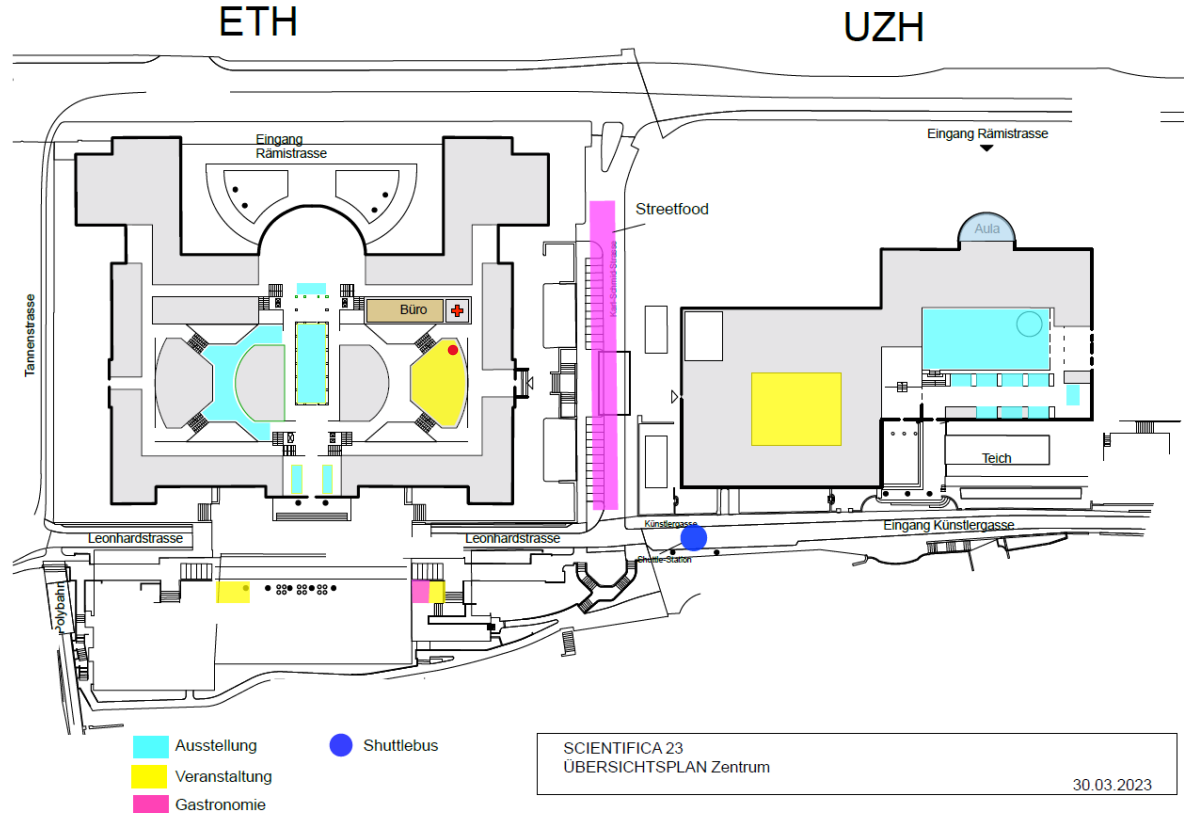 ETH
UZH
Eingang
Rämistrasse
Eingang Rämistrasse
Streetfood
Karl-Schmid-Strasse
Aula
Tannenstrasse
Büro
Teich
Künstlergasse
Eingang Künstlergasse
Leonhardstrasse
Leonhardstrasse
Shuttle-Station
Polybahn
Ausstellung
Shuttlebus
Veranstaltung
Gastronomie
SCIENTIFICA 23
ÜBERSICHTSPLAN Zentrum
30.03.2023